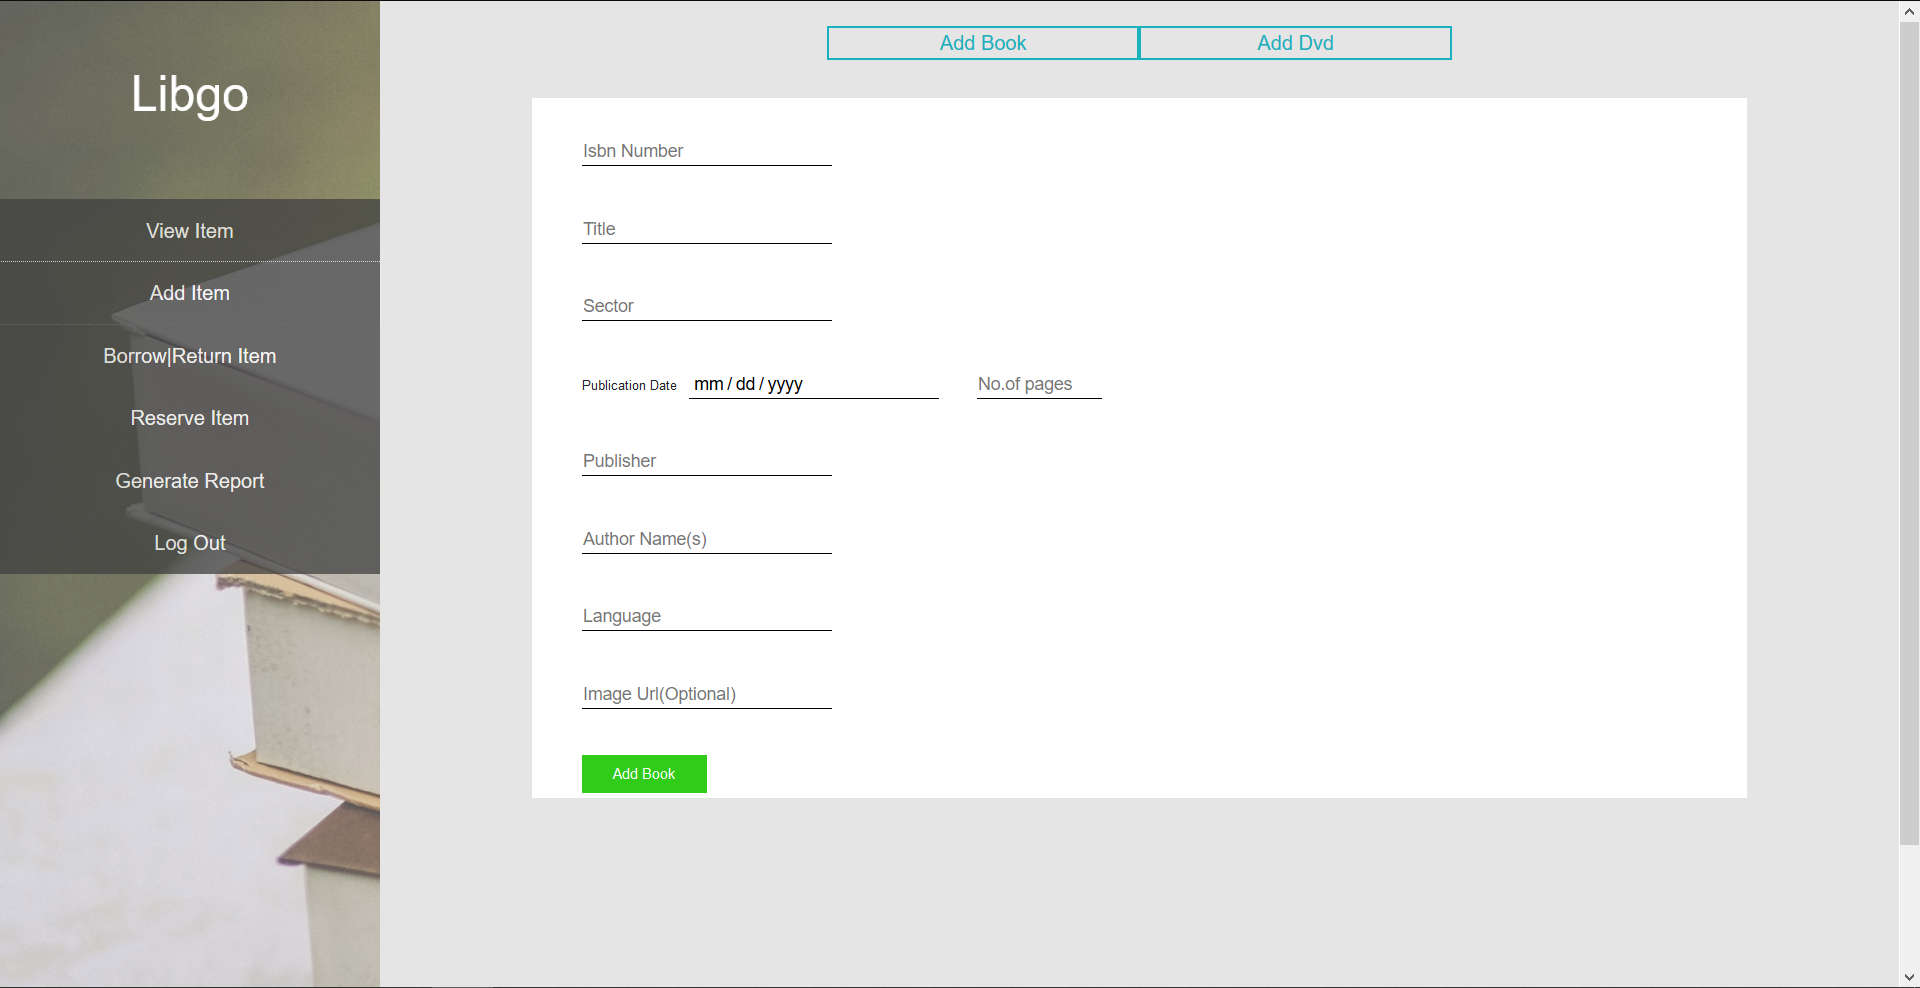 Libgo
View Item
Add Item
Borrow|Return Item
Reserve Item
Generate Report
Log Out
Add Book
Add Dvd
Isbn Number
Title
Sector
Publication Date mm/dd/yyyy No.of pages
Publisher
Author Name(s)
Language
Image Url(Optional)
Add Book